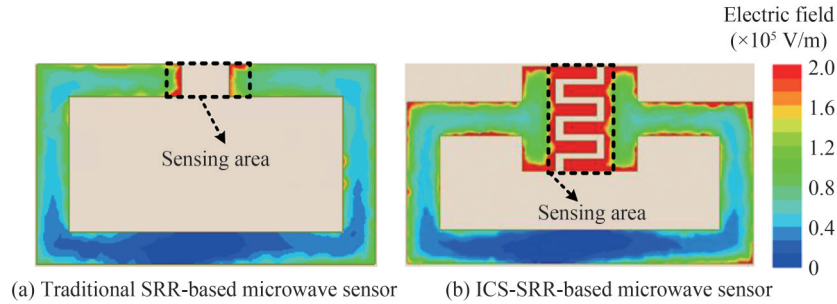 Electric field
(×10⁵ V/m)
2.0
1.6
1.2
0.8
0.4
0
Sensing area
Sensing area
(a) Traditional SRR-based microwave sensor
(b) ICS-SRR-based microwave sensor